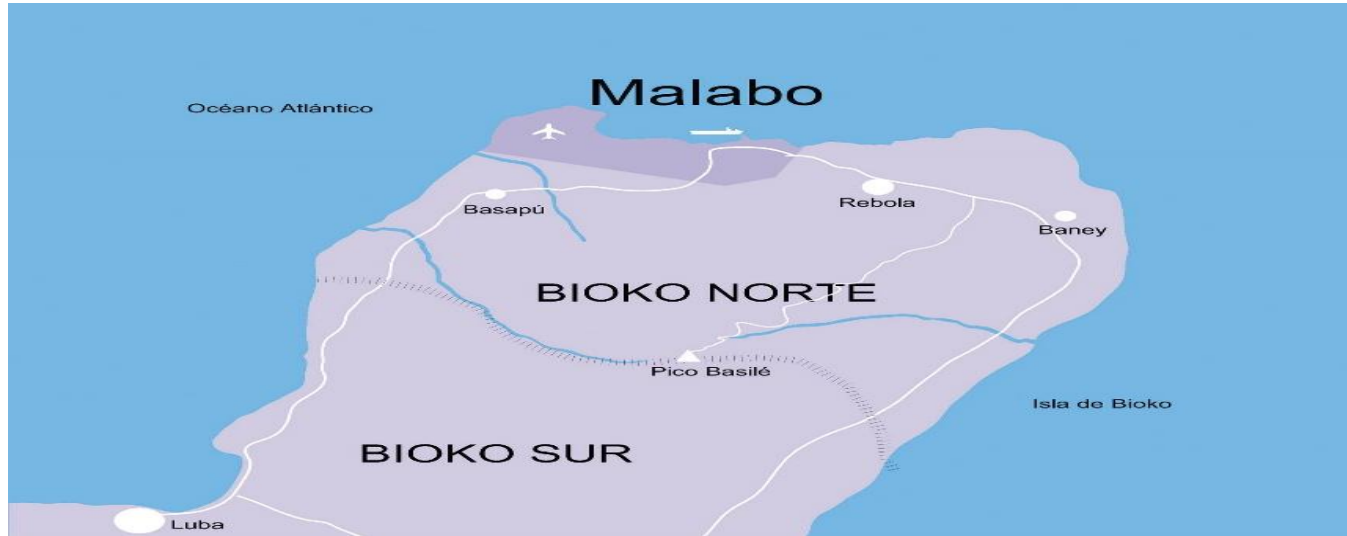 Malabo
Océano Atlántico
Basapú
Rebola
Baney
BIOKO NORTE
Pico Basilé
Isla de Bioko
BIOKO SUR
Luba